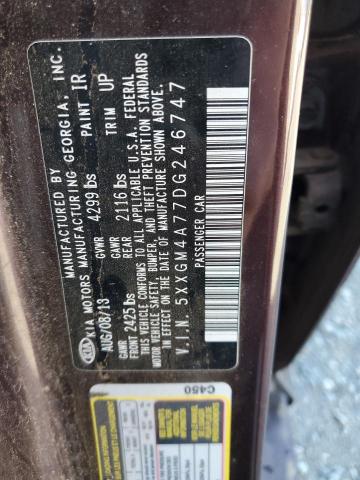 MANUFACTURED BY
KIA KIA MOTORS MANUFACTURING GEORGIA, INC.
AUG/08/13 GVWR 4299 lbs PAINT IR
GAWR FRONT 2425 lbs GAWR REAR 2116 lbs TRIM UP
THIS VEHICLE CONFORMS TO ALL APPLICABLE U.S.A. FEDERAL
MOTOR VEHICLE SAFETY, BUMPER, AND THEFT PREVENTION STANDARDS
IN EFFECT ON THE DATE OF MANUFACTURE SHOWN ABOVE.
V.I.N. 5XXGM4A77DG246747
PASSENGER CAR
C450